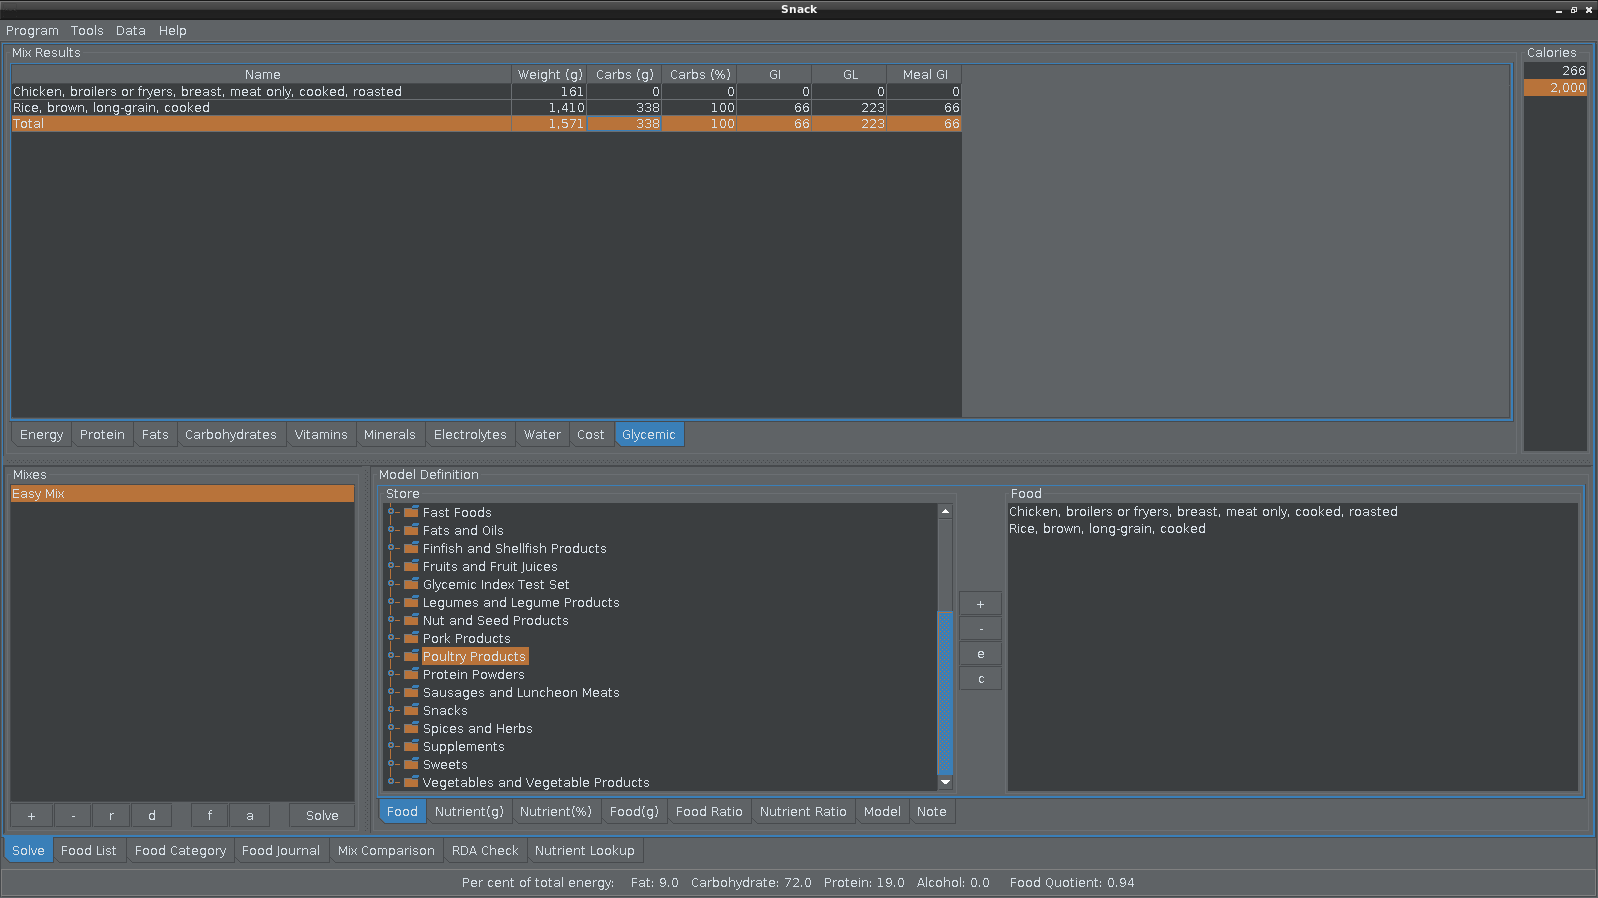 Snack
Program Tools Data Help
Mix Results
Calories
Name Weight (g) Carbs (g) Carbs (%) GI GL Meal GI
Chicken, broilers or fryers, breast, meat only, cooked, roasted 161 0 0 0 0 0
Rice, brown, long-grain, cooked 1,410 338 100 66 223 66
Total 1,571 338 100 66 223 66
266
2,000
Energy Protein Fats Carbohydrates Vitamins Minerals Electrolytes Water Cost Glycemic
Mixes
Easy Mix
+ - r d f a Solve
Model Definition
Store
Fast Foods
Fats and Oils
Finfish and Shellfish Products
Fruits and Fruit Juices
Glycemic Index Test Set
Legumes and Legume Products
Nut and Seed Products
Pork Products
Poultry Products
Protein Powders
Sausages and Luncheon Meats
Snacks
Spices and Herbs
Supplements
Sweets
Vegetables and Vegetable Products
+
-
e
c
Food
Chicken, broilers or fryers, breast, meat only, cooked, roasted
Rice, brown, long-grain, cooked
Food Nutrient(g) Nutrient(%) Food(g) Food Ratio Nutrient Ratio Model Note
Solve Food List Food Category Food Journal Mix Comparison RDA Check Nutrient Lookup
Per cent of total energy: Fat: 9.0 Carbohydrate: 72.0 Protein: 19.0 Alcohol: 0.0 Food Quotient: 0.94